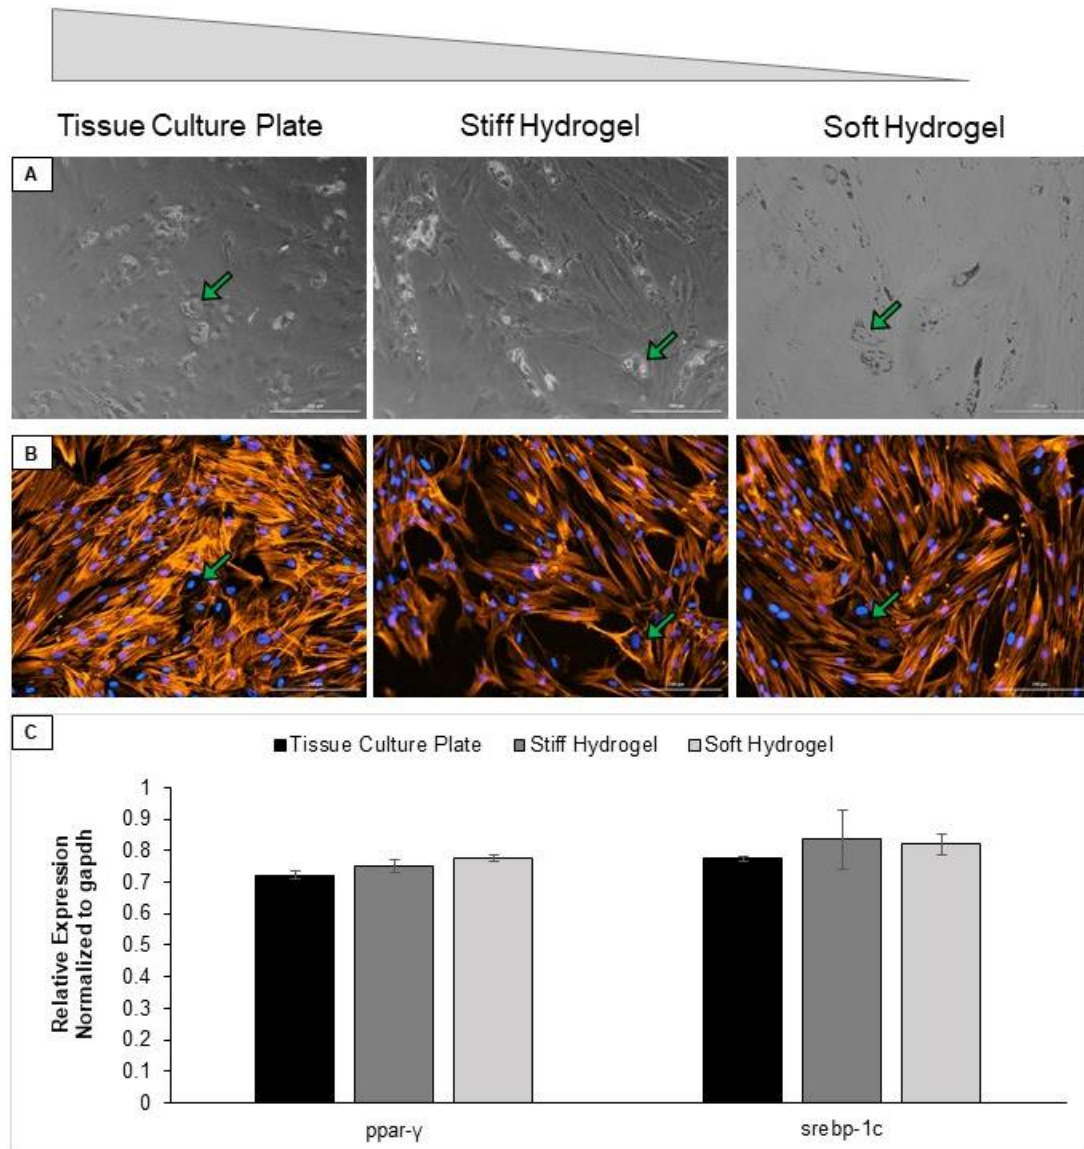 Tissue Culture Plate Stiff Hydrogel Soft Hydrogel
A
B
C
Tissue Culture Plate Stiff Hydrogel Soft Hydrogel
Relative Expression
Normalized to gapdh
1
0.9
0.8
0.7
0.6
0.5
0.4
0.3
0.2
0.1
0
ppar-γ srebp-1c